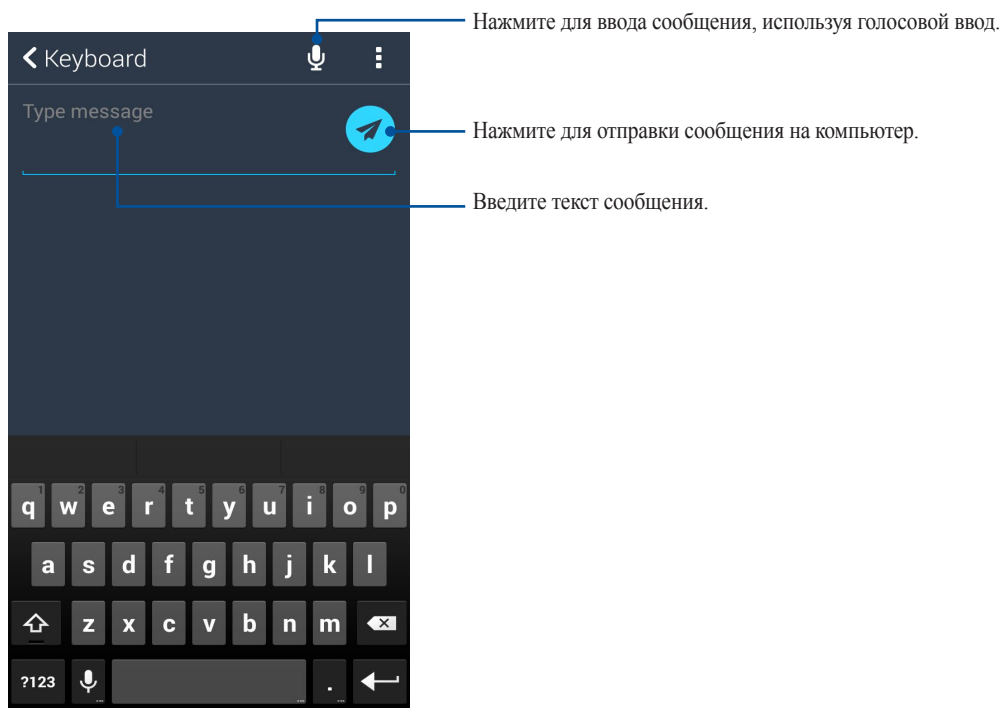 Нажмите для ввода сообщения, используя голосовой ввод.
Keyboard
Type message
Нажмите для отправки сообщения на компьютер.
Введите текст сообщения.
1 2 3 4 5 6 7 8 9 0
q w e r t y u i o p
a s d f g h j k l
z x c v b n m
?123 ... ... . ...